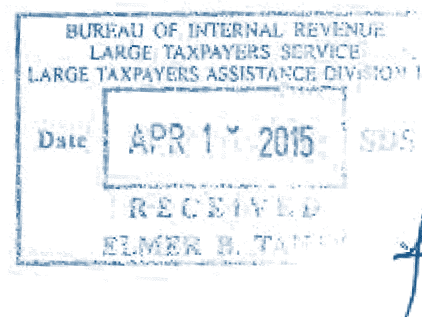 BUREAU OF INTERNAL REVENUE
LARGE TAXPAYERS SERVICE
LARGE TAXPAYERS ASSISTANCE DIVISION
Date APR 2015 SDS
RECEIVED
ELMER B.